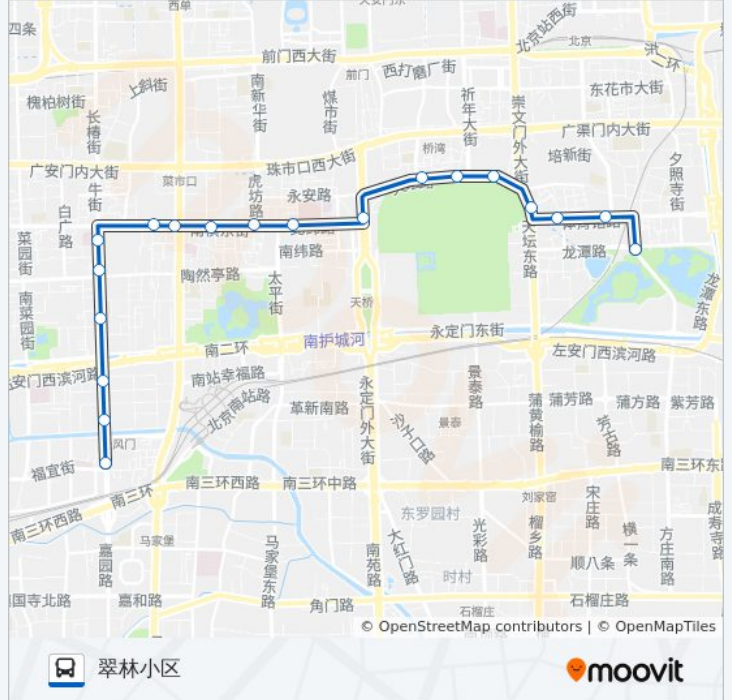 西单
四条
北京站西街
北京
前门西大街
前门
西打磨厂街
洪
二环
上斜街
南新华街
煤市街
祈年大街
崇文门外大街
东花市大街
槐柏树街
长椿街
广渠门内大街
桥湾
培新街
珠市口西大街
广安门内大街
菜市口
牛街
虎坊路
永安路
夕照寺街
白广路
菜园街
体育馆路
南纬路
天坛东路
龙潭路
陶然亭路
太平街
龙潭东路
南菜园街
天桥
永定门东街
南护城河
南二环
左安门西滨河路
安门西滨河路
南站幸福路
景泰路
北京南站路
永定门外大街
革新南路
沙子口路
景泰
蒲黄榆路
蒲芳路
蒲方路
紫芳路
芳古路
凤门
福宜街
南三环
南三环西路
南三环中路
南三环东
刘家窑
南三环西路
东罗园村
宋庄路
成寿寺路
马家堡
嘉园路
马家堡东路
南苑路
大红门路
光彩路
榴乡路
横一条
方庄南路
顺八条
时村
国寺北路
嘉和路
角门路
石榴庄
石榴庄路
© OpenStreetMap contributors | © OpenMapTiles
翠林小区
moovit